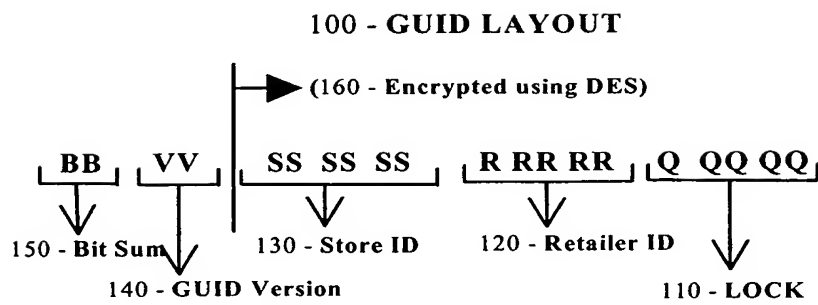 100 - GUID LAYOUT
(160 - Encrypted using DES)
BB VV SS SS SS R RR RR Q QQ QQ
150 - Bit Sum 130 - Store ID 120 - Retailer ID
140 - GUID Version 110 - LOCK